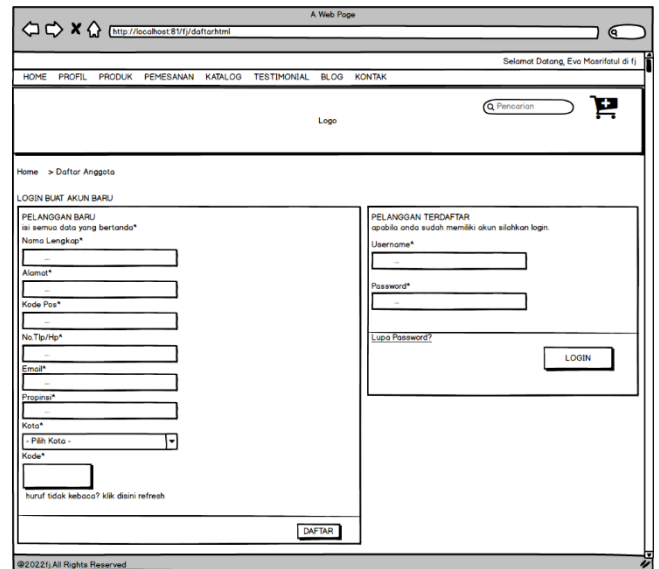 A Web Page
http://localhost:81/fj/daftar.html
Selamat Datang, Eva Masrifatul di fj
HOME PROFIL PRODUK PEMESANAN KATALOG TESTIMONIAL BLOG KONTAK
Pencarian
Logo
Home > Daftar Anggota
LOGIN BUAT AKUN BARU
PELANGGAN BARU
isi semua data yang bertanda*
Nama Lengkap*
...
Alamat*
...
Kode Pos*
...
No.Tlp/Hp*
...
Email*
...
Propinsi*
...
Kota*
- Pilih Kota -
Kode*
huruf tidak kebaca? klik disini refresh
DAFTAR
PELANGGAN TERDAFTAR
apabila anda sudah memiliki akun silahkan login.
Username*
...
Password*
...
Lupa Password?
LOGIN
@2022fj.All Rights Reserved